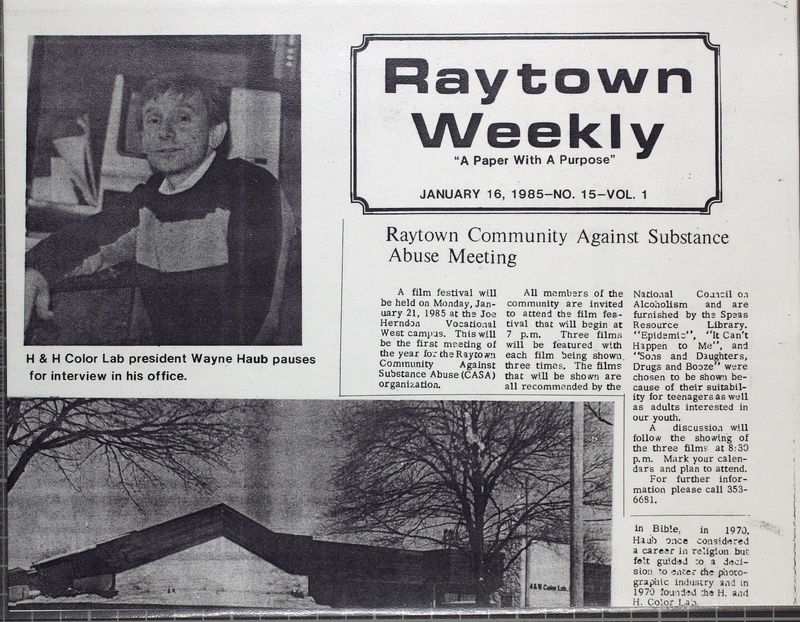 Raytown
Weekly
"A Paper With A Purpose"
JANUARY 16, 1985–NO. 15–VOL. 1
H & H Color Lab president Wayne Haub pauses
for interview in his office.
Raytown Community Against Substance
Abuse Meeting
A film festival will
be held on Monday, Jan-
uary 21, 1985 at the Joe
Herndon Vocational
West campus. This will
be the first meeting of
the year for the Raytown
Community Against
Substance Abuse (CASA)
organization.
All members of the
community are invited
to attend the film fes-
tival that will begin at
7 p.m. Three films
will be featured with
each film being shown
three times. The films
that will be shown are
all recommended by the
National Council on
Alcoholism and are
furnished by the Speas
Resource Library.
"Epidemic", "It Can't
Happen to Me", and
"Sons and Daughters,
Drugs and Booze" were
chosen to be shown be-
cause of their suitabil-
ity for teenagers as well
as adults interested in
our youth.
A discussion will
follow the showing of
the three films at 8:30
p.m. Mark your calen-
dars and plan to attend.
For further infor-
mation please call 353-
6681.
in Bible, in 1970.
Haub once considered
a career in religion but
felt guided to a deci-
sion to enter the photo-
graphic industry and in
1970 founded the H. and
H. Color Lab.
H & H Color Lab